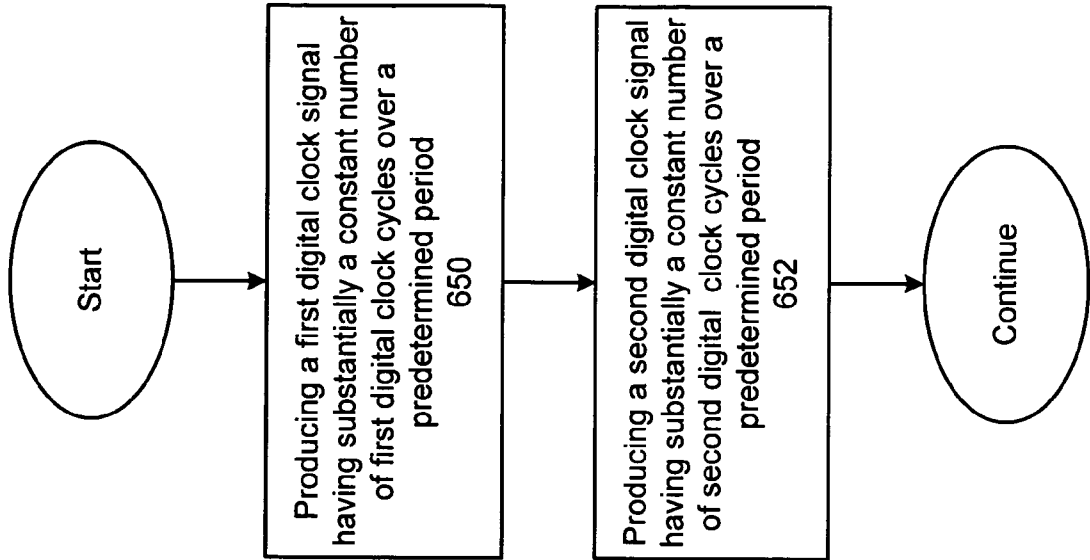 Start
Producing a first digital clock signal
having substantially a constant number
of first digital clock cycles over a
predetermined period
650
Producing a second digital clock signal
having substantially a constant number
of second digital clock cycles over a
predetermined period
652
Continue